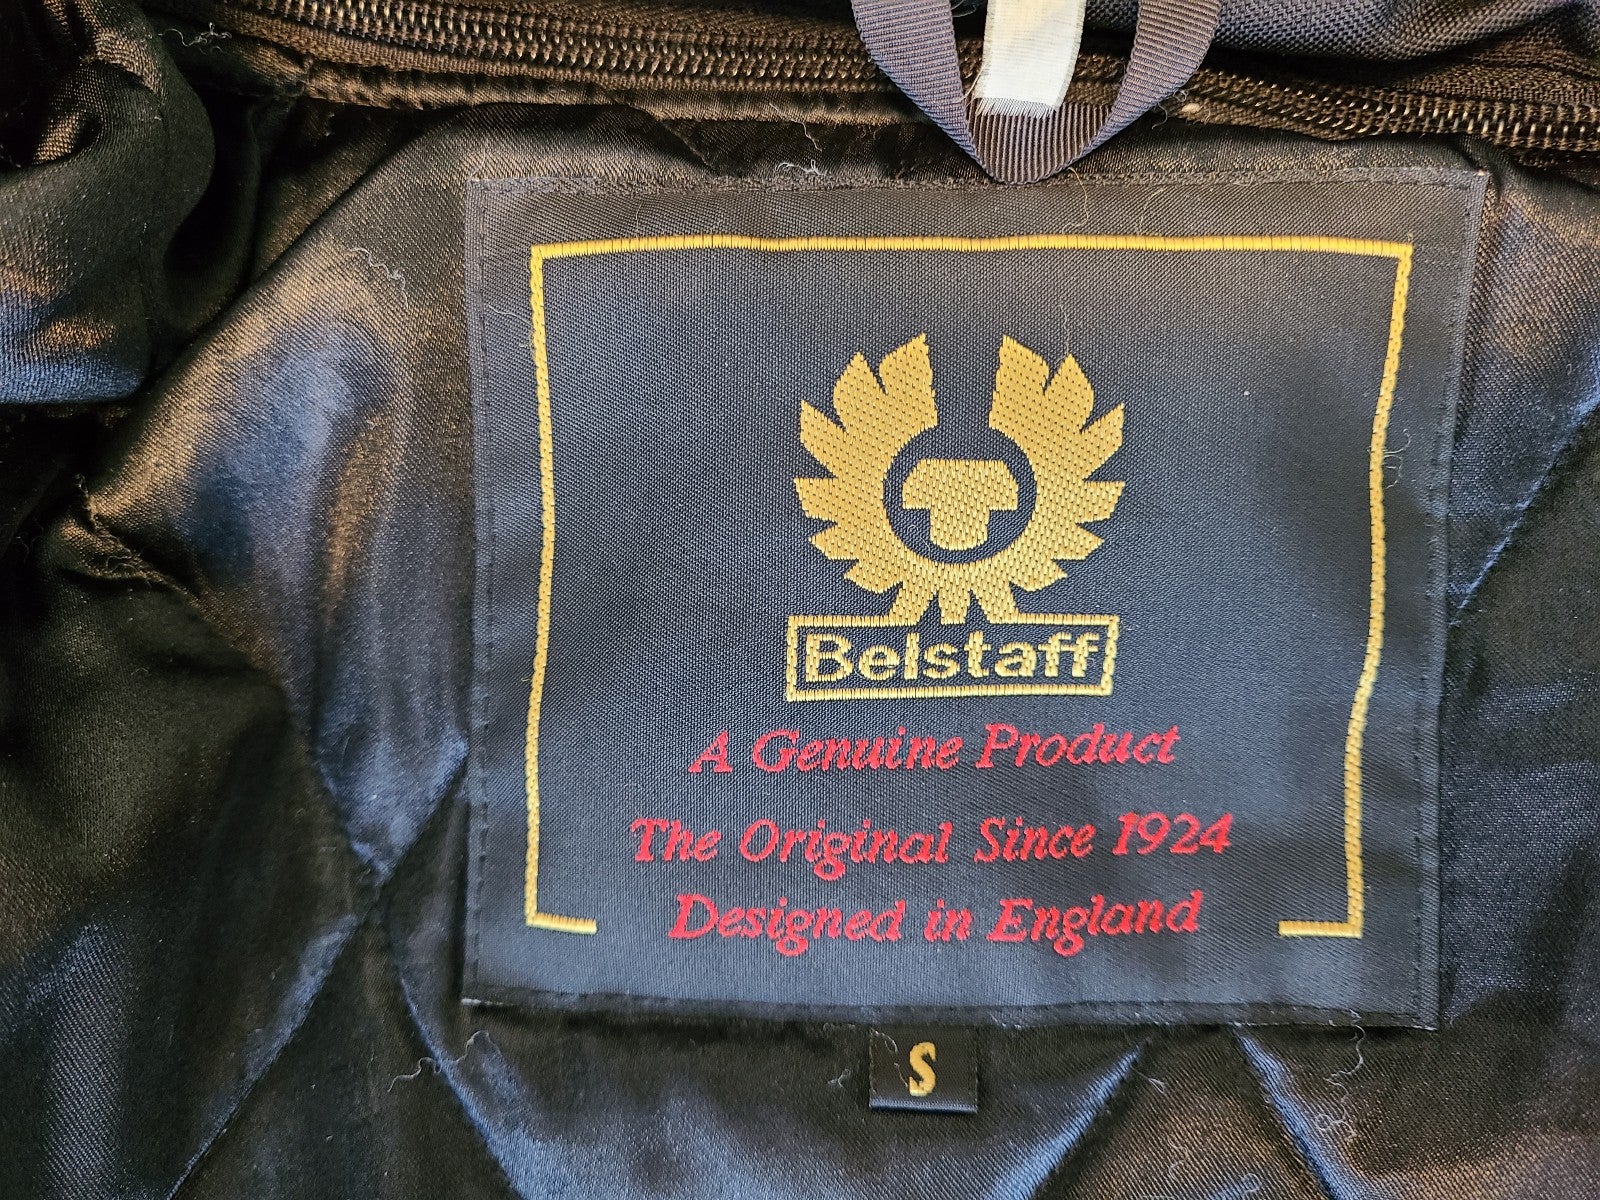 Belstaff
A Genuine Product
The Original Since 1924
Designed in England
S